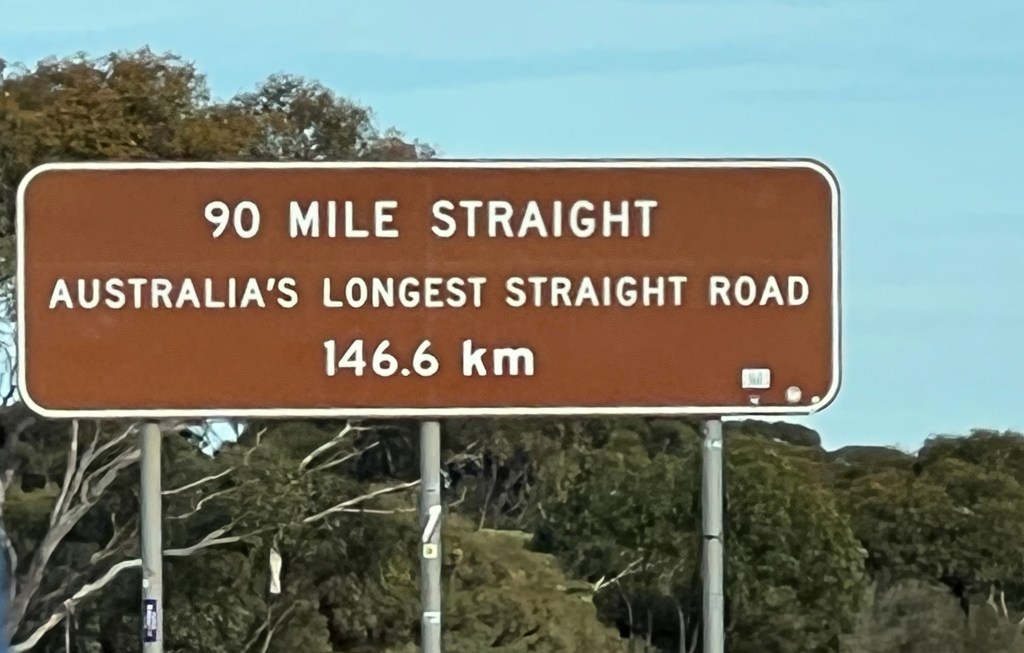 90 MILE STRAIGHT
AUSTRALIA'S LONGEST STRAIGHT ROAD
146.6 km